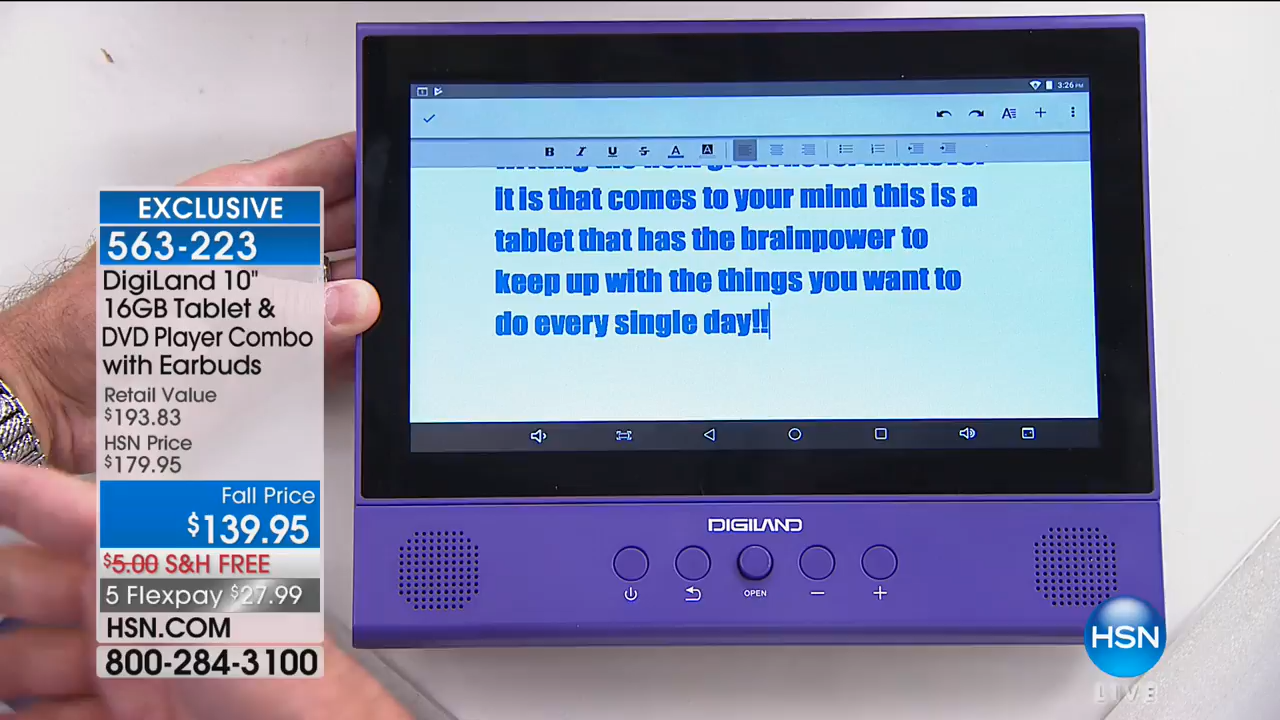 EXCLUSIVE
563-223
DigiLand 10"
16GB Tablet &
DVD Player Combo
with Earbuds
Retail Value
$193.83
HSN Price
$179.95
Fall Price
$139.95
$5.00 S&H FREE
5 Flexpay $27.99
HSN.COM
800-284-3100
3:26 PM
B I U S A A
it is that comes to your mind this is a
tablet that has the brainpower to
keep up with the things you want to
do every single day!!
DIGILAND
OPEN
HSN
LIVE